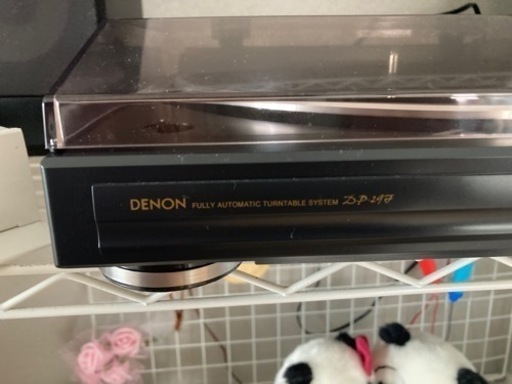 DENON FULLY AUTOMATIC TURNTABLE SYSTEM DP-29F